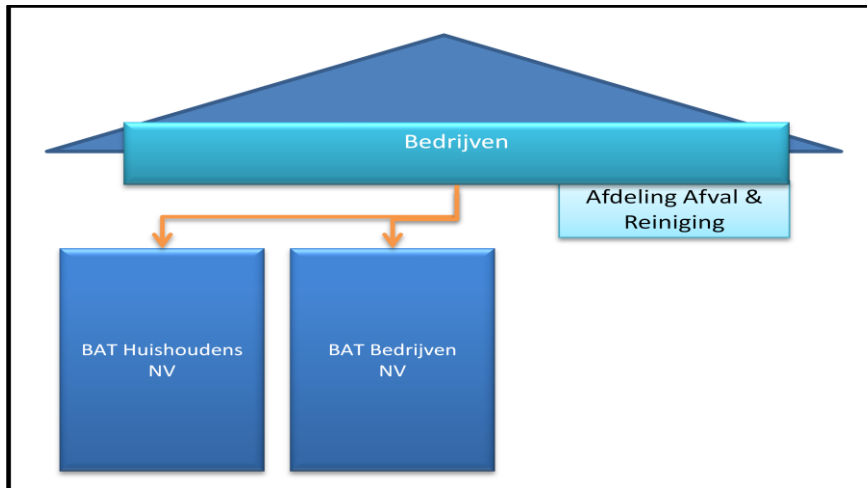 Bedrijven
Afdeling Afval &
Reiniging
BAT Huishoudens
NV
BAT Bedrijven
NV